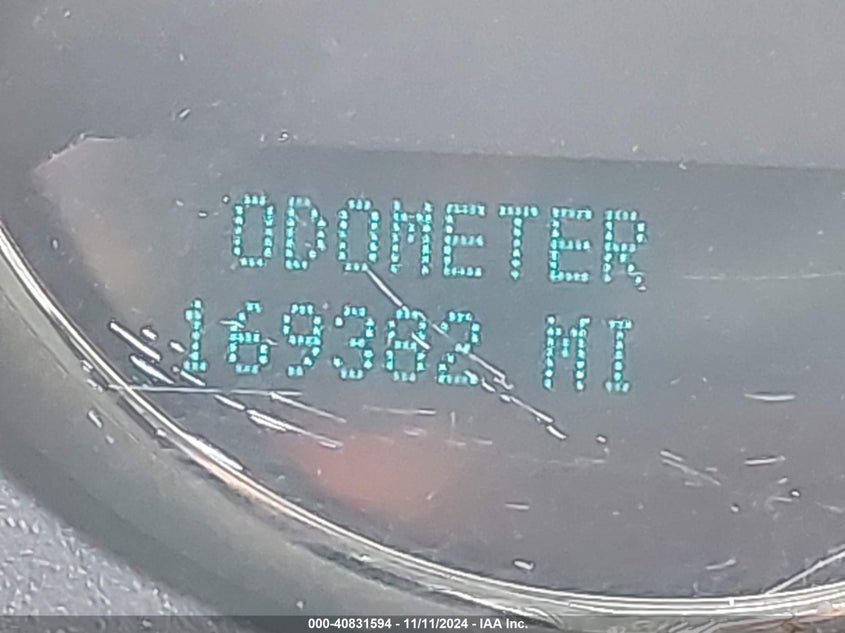 ODOMETER
169382 MI
000-40831594 - 11/11/2024 - IAA Inc.